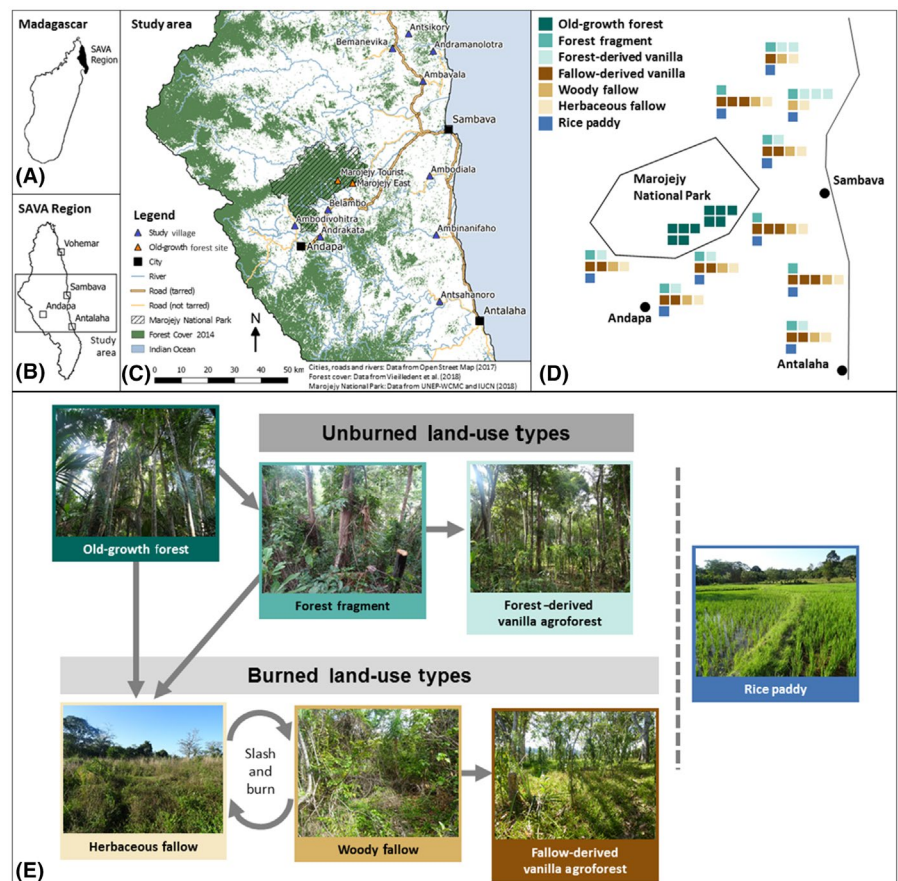 Madagascar
SAVA
Region
(A)
SAVA Region
Vohemar
Sambava
Andapa
Antalaha
Study
area
(B)
Study area
Antsikory
Bemanevika
Andramanolotra
Ambavala
Sambava
Marojejy Tourist
Marojejy East
Ambodiala
Belambo
Ambodivohitra
Andrakata
Ambinanifaho
Andapa
Antsahanoro
Antalaha
Legend
Study village
Old-growth forest site
City
River
Road (tarred)
Road (not tarred)
Marojejy National Park
Forest Cover 2014
Indian Ocean
N
(C)
0 10 20 30 40 50 km
Cities, roads and rivers: Data from Open Street Map (2017)
Forest cover: Data from Vieilledent et al. (2018)
Marojejy National Park: Data from UNEP-WCMC and IUCN (2018)
(D)
Old-growth forest
Forest fragment
Forest-derived vanilla
Fallow-derived vanilla
Woody fallow
Herbaceous fallow
Rice paddy
Marojejy
National Park
Sambava
Andapa
Antalaha
Unburned land-use types
Old-growth forest
Forest fragment
Forest-derived
vanilla agroforest
Rice paddy
Burned land-use types
Slash
and
burn
Herbaceous fallow
Woody fallow
Fallow-derived
vanilla agroforest
(E)